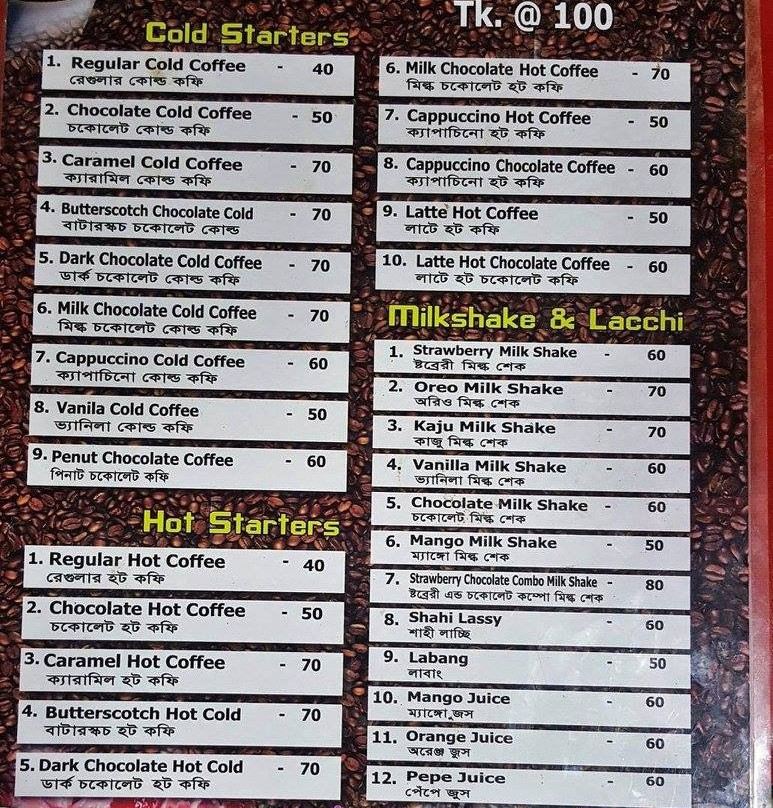 Tk. @ 100
Cold Starters
1. Regular Cold Coffee - 40
রেগুলার কোল্ড কফি
2. Chocolate Cold Coffee - 50
চকোলেট কোল্ড কফি
3. Caramel Cold Coffee - 70
ক্যারামিল কোল্ড কফি
4. Butterscotch Chocolate Cold - 70
বাটারস্কচ চকোলেট কোল্ড
5. Dark Chocolate Cold Coffee - 70
ডার্ক চকোলেট কোল্ড কফি
6. Milk Chocolate Cold Coffee - 70
মিল্ক চকোলেট কোল্ড কফি
7. Cappuccino Cold Coffee - 60
ক্যাপাচিনো কোল্ড কফি
8. Vanila Cold Coffee - 50
ভ্যানিলা কোল্ড কফি
9. Penut Chocolate Coffee - 60
পিনাট চকোলেট কফি
Hot Starters
1. Regular Hot Coffee - 40
রেগুলার হট কফি
2. Chocolate Hot Coffee - 50
চকোলেট হট কফি
3. Caramel Hot Coffee - 70
ক্যারামিল হট কফি
4. Butterscotch Hot Cold - 70
বাটারস্কচ হট কফি
5. Dark Chocolate Hot Cold - 70
ডার্ক চকোলেট হট কফি
6. Milk Chocolate Hot Coffee - 70
মিল্ক চকোলেট হট কফি
7. Cappuccino Hot Coffee - 50
ক্যাপাচিনো হট কফি
8. Cappuccino Chocolate Coffee - 60
ক্যাপাচিনো হট কফি
9. Latte Hot Coffee - 50
লাটে হট কফি
10. Latte Hot Chocolate Coffee - 60
লাটে হট চকোলেট কফি
Milkshake & Lacchi
1. Strawberry Milk Shake - 60
ষ্টব্রেরী মিল্ক শেক
2. Oreo Milk Shake - 70
অরিও মিল্ক শেক
3. Kaju Milk Shake - 70
কাজু মিল্ক শেক
4. Vanilla Milk Shake - 60
ভ্যানিলা মিল্ক শেক
5. Chocolate Milk Shake - 60
চকোলেট মিল্ক শেক
6. Mango Milk Shake - 50
ম্যাঙ্গো মিল্ক শেক
7. Strawberry Chocolate Combo Milk Shake - 80
ষ্টব্রেরী এন্ড চকোলেট কম্পো মিল্ক শেক
8. Shahi Lassy - 60
শাহী লাচ্ছি
9. Labang - 50
লাবাং
10. Mango Juice - 60
ম্যাঙ্গো জুস
11. Orange Juice - 60
অরেঞ্জ জুস
12. Pepe Juice - 60
পেঁপে জুস